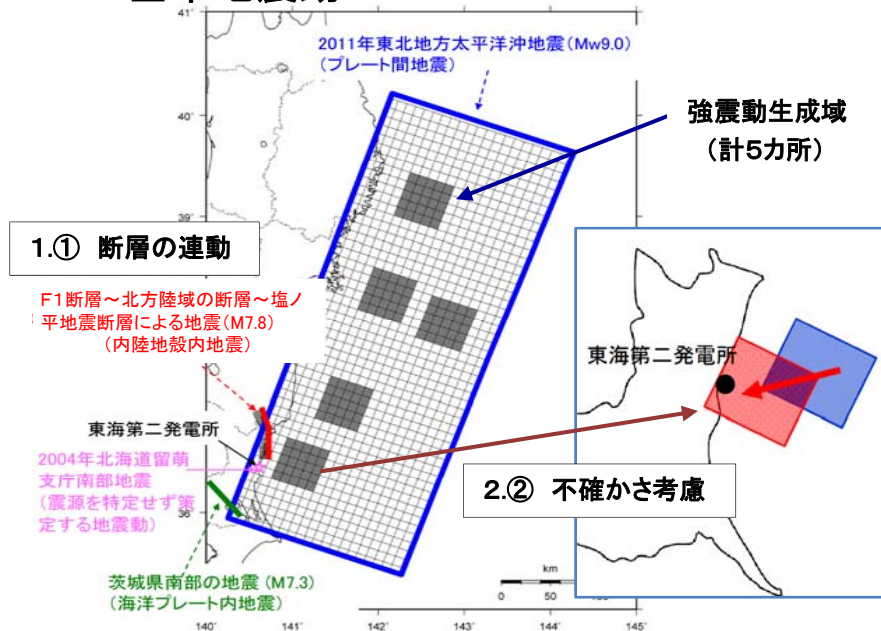 41°
2011年東北地方太平洋沖地震(Mw9.0)
(プレート間地震)
40°
強震動生成域
(計5カ所)
39°
1.① 断層の連動
F1断層～北方陸域の断層～塩ノ
平地震断層による地震(M7.8)
(内陸地殻内地震)
東海第二発電所
東海第二発電所
2004年北海道留萌
支庁南部地震
(震源を特定せず策
定する地震動)
2.② 不確かさ考慮
36°
茨城県南部の地震(M7.3)
(海洋プレート内地震)
km
0 50
140° 141° 142° 143° 144° 145°